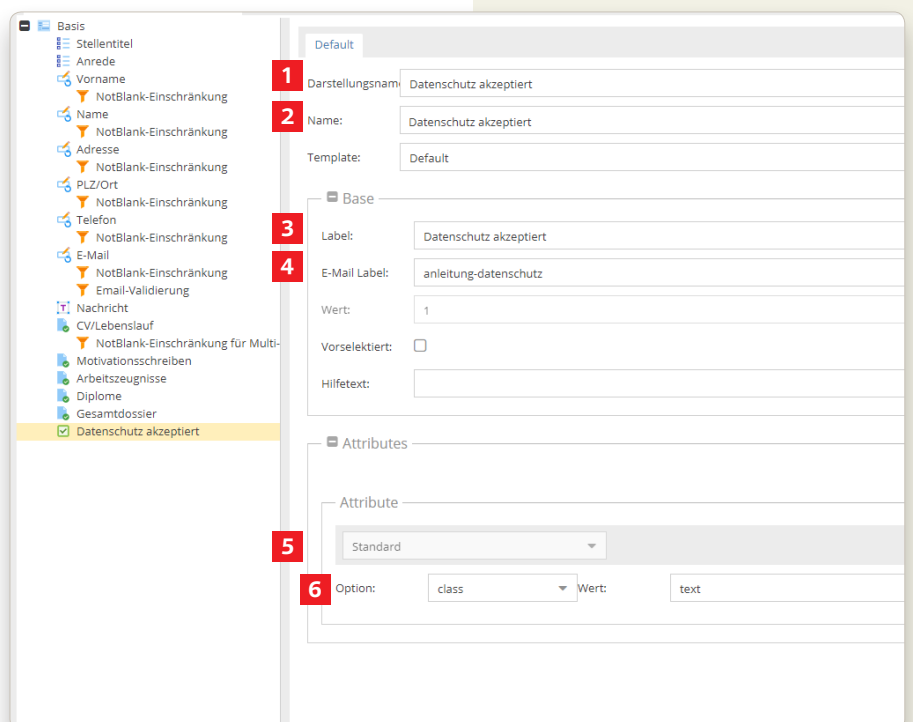 Basis
Stellentitel
Anrede
Vorname
NotBlank-Einschränkung
Name
NotBlank-Einschränkung
Adresse
NotBlank-Einschränkung
PLZ/Ort
NotBlank-Einschränkung
Telefon
NotBlank-Einschränkung
E-Mail
NotBlank-Einschränkung
Email-Validierung
Nachricht
CV/Lebenslauf
NotBlank-Einschränkung für Multi-
Motivationsschreiben
Arbeitszeugnisse
Diplome
Gesamtdossier
Datenschutz akzeptiert
Default
1 Darstellungsname Datenschutz akzeptiert
2 Name: Datenschutz akzeptiert
Template: Default
Base
3 Label: Datenschutz akzeptiert
4 E-Mail Label: anleitung-datenschutz
Wert: 1
Vorselektiert:
Hilfetext:
Attributes
Attribute
5 Standard
6 Option: class Wert: text